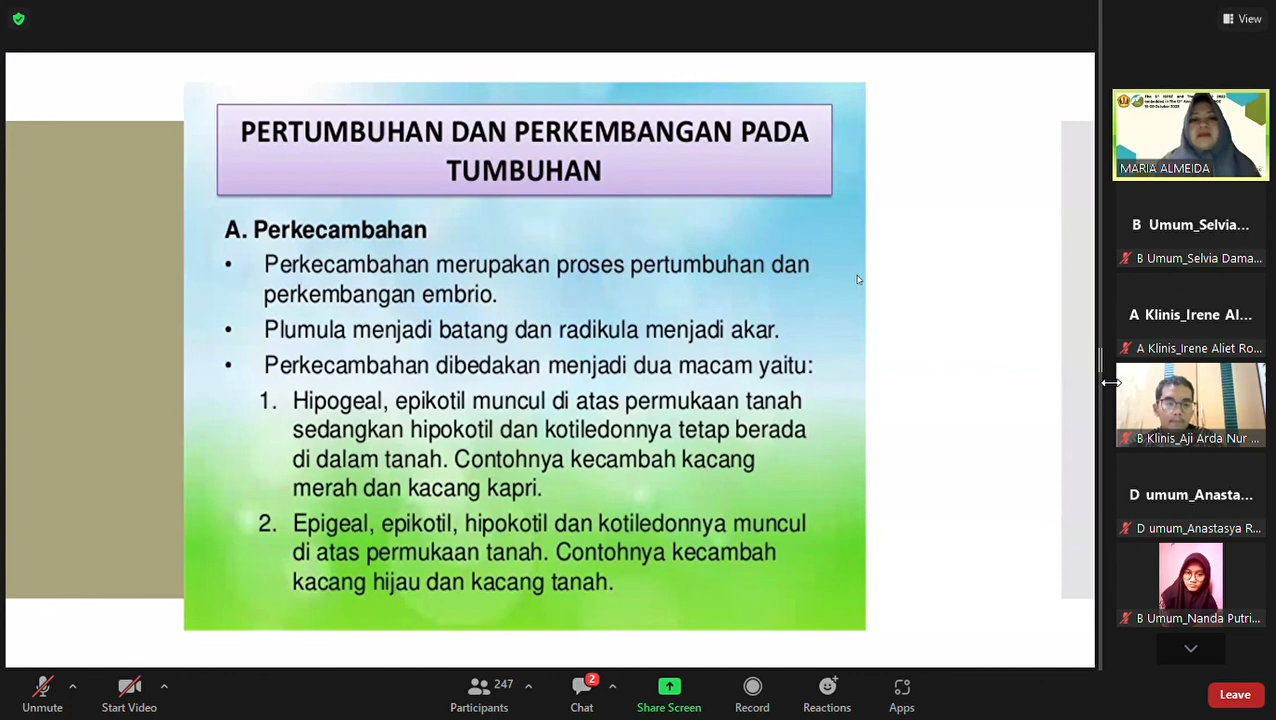 View
PERTUMBUHAN DAN PERKEMBANGAN PADA
TUMBUHAN
A. Perkecambahan
• Perkecambahan merupakan proses pertumbuhan dan
perkembangan embrio.
• Plumula menjadi batang dan radikula menjadi akar.
• Perkecambahan dibedakan menjadi dua macam yaitu:
1. Hipogeal, epikotil muncul di atas permukaan tanah
sedangkan hipokotil dan kotiledonnya tetap berada
di dalam tanah. Contohnya kecambah kacang
merah dan kacang kapri.
2. Epigeal, epikotil, hipokotil dan kotiledonnya muncul
di atas permukaan tanah. Contohnya kecambah
kacang hijau dan kacang tanah.
MARIA ALMEIDA
B Umum_Selvia...
B Umum_Selvia Dama...
A Klinis_Irene Al...
A Klinis_Irene Aliet Ro...
B Klinis_Aji Arda Nur ...
D umum_Anasta...
D umum_Anastasya R...
B Umum_Nanda Putri...
Unmute
Start Video
247
Participants
2
Chat
Share Screen
Record
Reactions
Apps
Leave